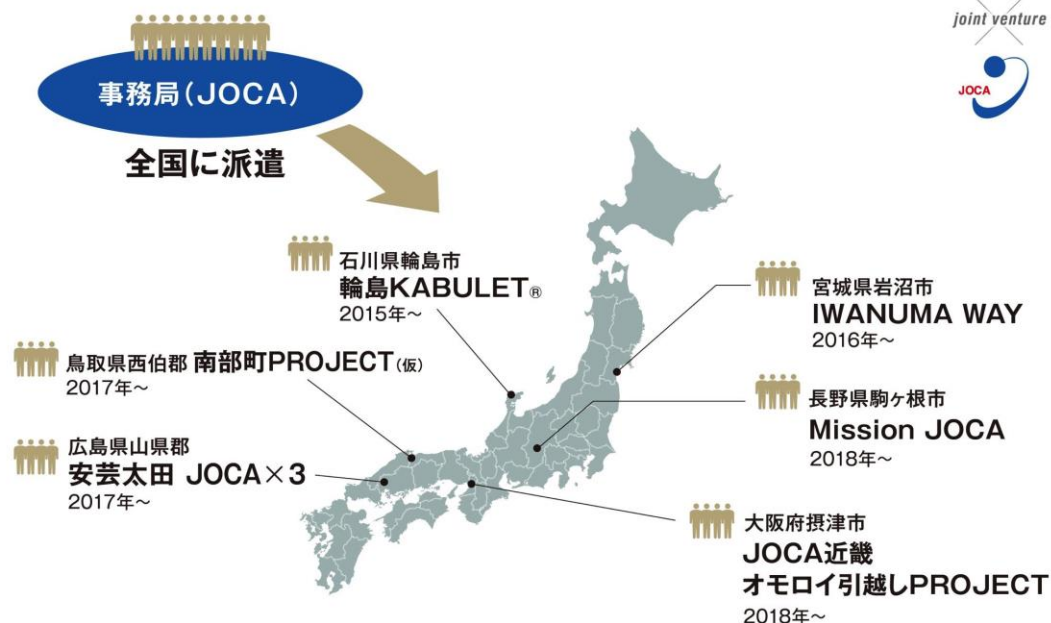 joint venture
JOCA
事務局(JOCA)
全国に派遣
石川県輪島市
輪島KABULET®
2015年〜
宮城県岩沼市
IWANUMA WAY
2016年〜
鳥取県西伯郡 南部町PROJECT(仮)
2017年〜
長野県駒ヶ根市
Mission JOCA
2018年〜
広島県山県郡
安芸太田 JOCA×3
2017年〜
大阪府摂津市
JOCA近畿
オモロイ引越しPROJECT
2018年〜